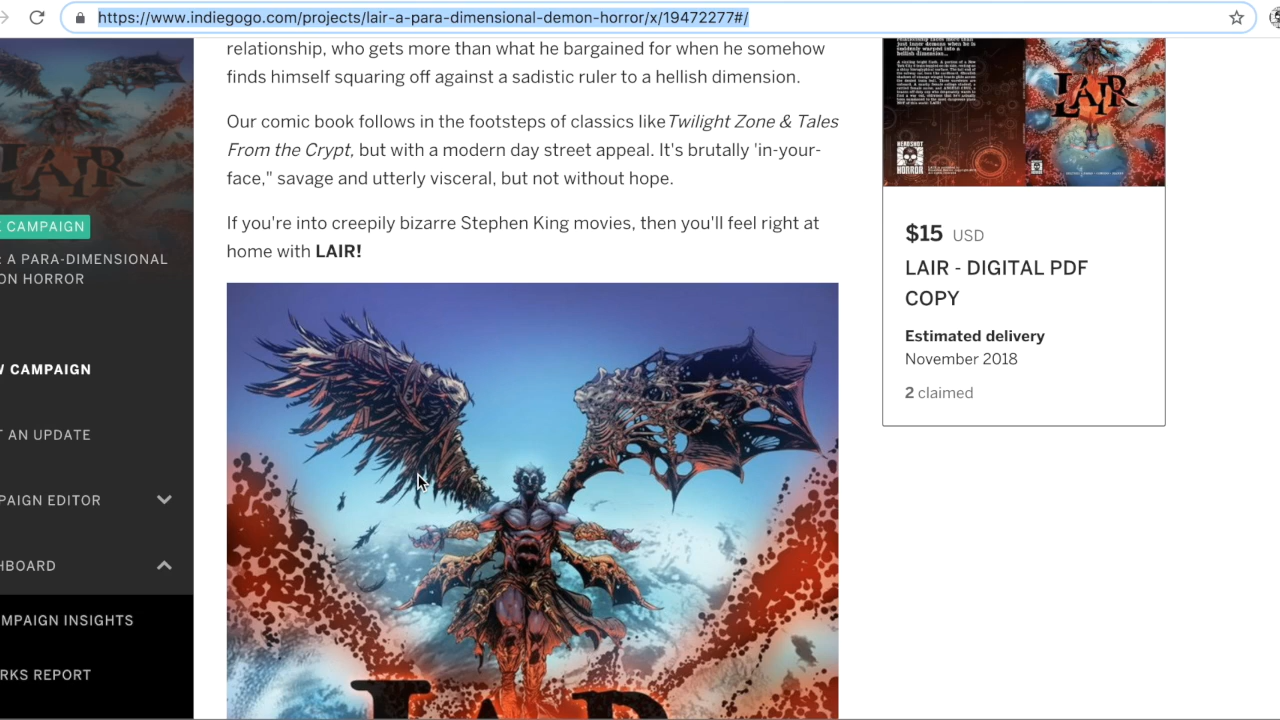 https://www.indiegogo.com/projects/lair-a-para-dimensional-demon-horror/x/19472277#/
relationship, who gets more than what he bargained for when he somehow
finds himself squaring off against a sadistic ruler to a hellish dimension.
Our comic book follows in the footsteps of classics like Twilight Zone & Tales
From the Crypt, but with a modern day street appeal. It's brutally 'in-your-
face," savage and utterly visceral, but not without hope.
If you're into creepily bizarre Stephen King movies, then you'll feel right at
home with LAIR!
LAIR
CAMPAIGN
: A PARA-DIMENSIONAL
ON HORROR
W CAMPAIGN
T AN UPDATE
PAIGN EDITOR
HBOARD
MPAIGN INSIGHTS
RKS REPORT
LAIR
HEADSHOT
HORROR
$15 USD
LAIR - DIGITAL PDF
COPY
Estimated delivery
November 2018
2 claimed